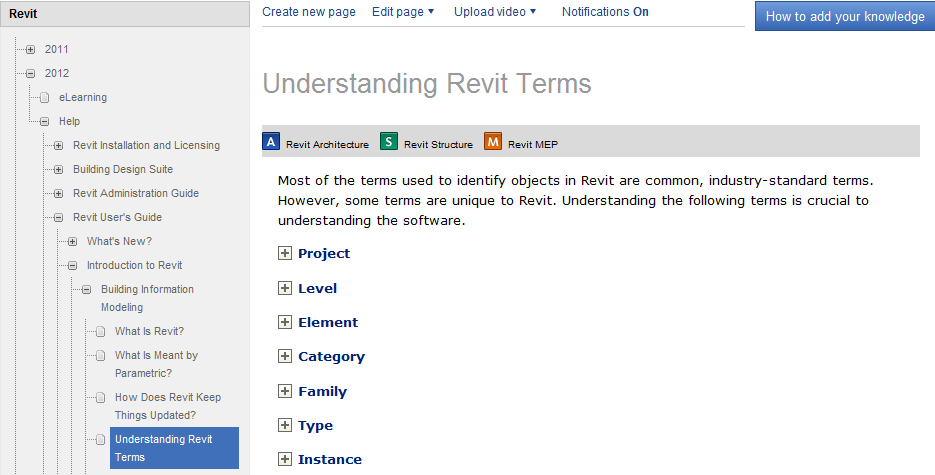 Revit
2011
2012
eLearning
Help
Revit Installation and Licensing
Building Design Suite
Revit Administration Guide
Revit User's Guide
What's New?
Introduction to Revit
Building Information
Modeling
What Is Revit?
What Is Meant by
Parametric?
How Does Revit Keep
Things Updated?
Understanding Revit
Terms
Create new page Edit page Upload video Notifications On
How to add your knowledge
Understanding Revit Terms
A Revit Architecture S Revit Structure M Revit MEP
Most of the terms used to identify objects in Revit are common, industry-standard terms.
However, some terms are unique to Revit. Understanding the following terms is crucial to
understanding the software.
Project
Level
Element
Category
Family
Type
Instance